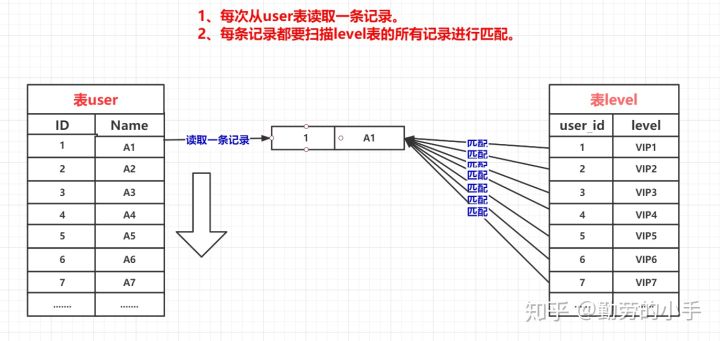 1、每次从user表读取一条记录。
2、每条记录都要扫描level表的所有记录进行匹配。
表user
ID Name
1 A1
2 A2
3 A3
4 A4
5 A5
6 A6
7 A7
....... .......
读取一条记录
1 A1
匹配
匹配
匹配
匹配
匹配
匹配
匹配
表level
user_id level
1 VIP1
2 VIP2
3 VIP3
4 VIP4
5 VIP5
6 VIP6
7 VIP7
...... ......
知乎 @勤劳的小手